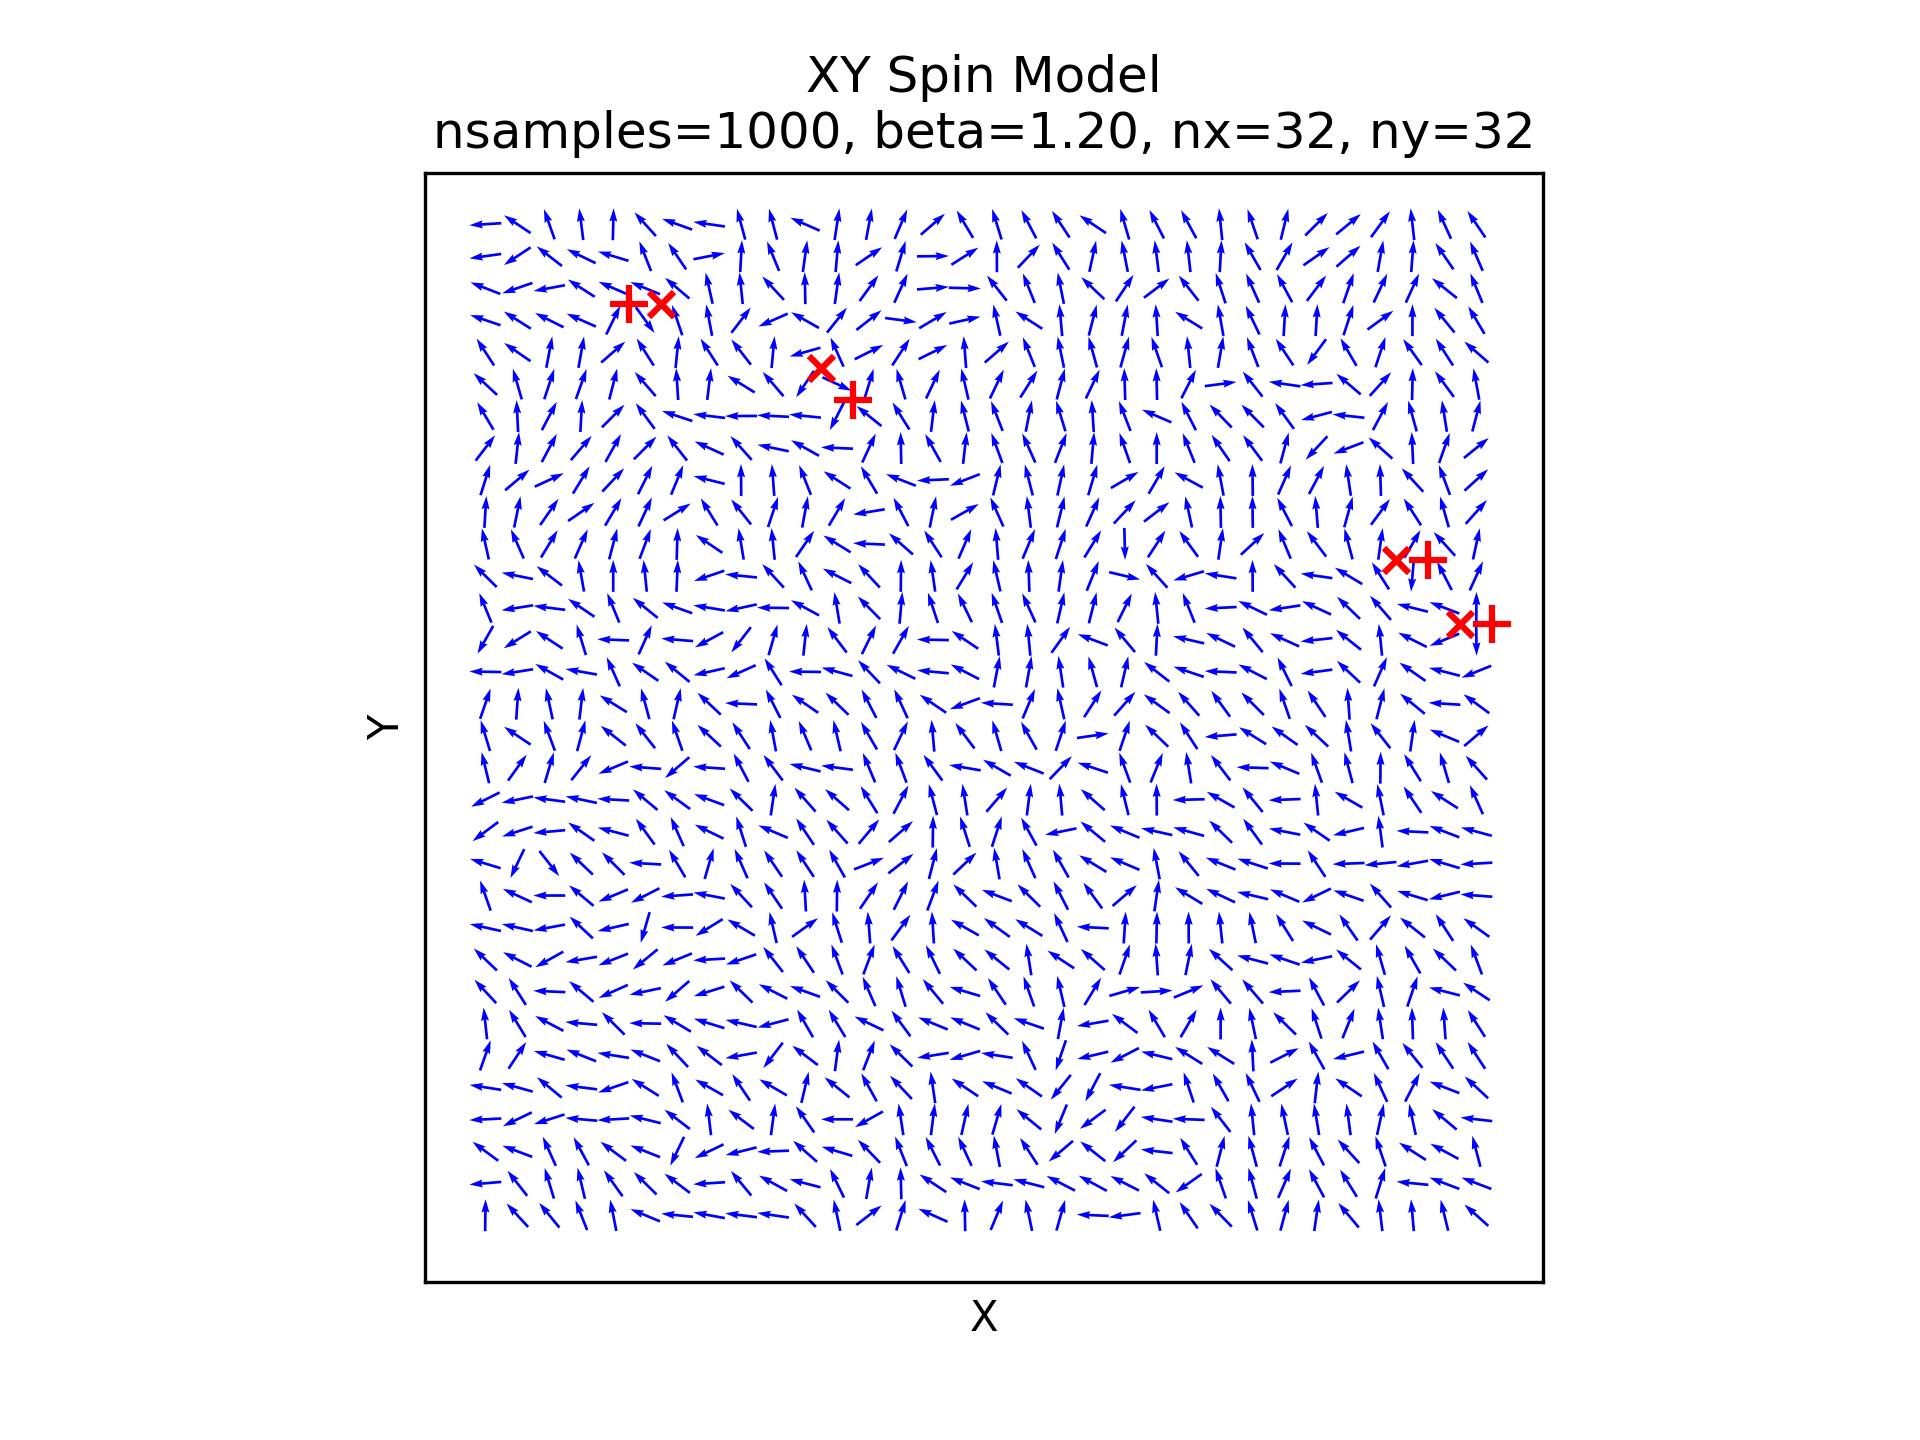 XY Spin Model
nsamples=1000, beta=1.20, nx=32, ny=32
Y
X